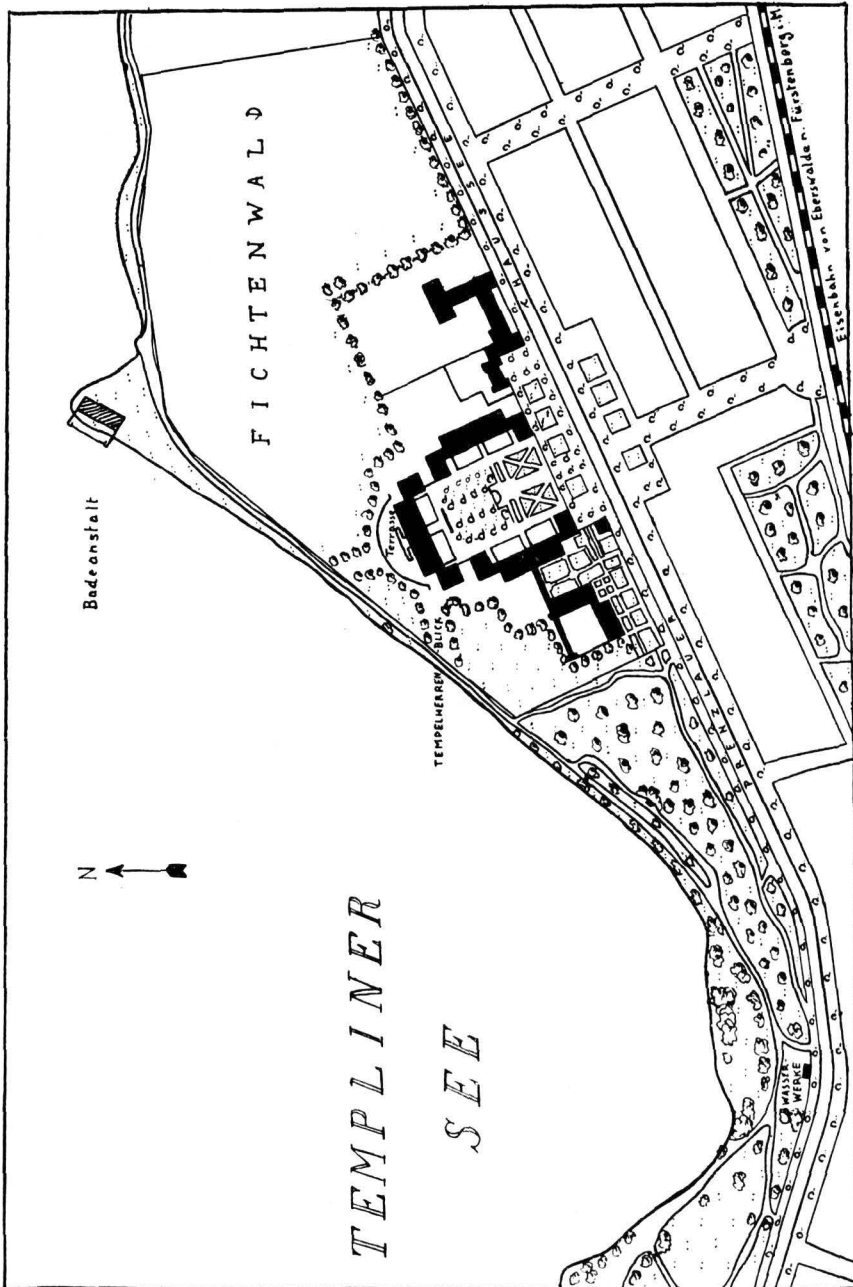 Badeanstalt
FICHTENWALD
Terrasse
TEMPELHERREN-BLICK
N
TEMPLINER
SEE
PRENZLAUER CHAUSSEE
WASSER-
WERKE
Eisenbahn von Eberswalde n. Fürstenberg i. M.